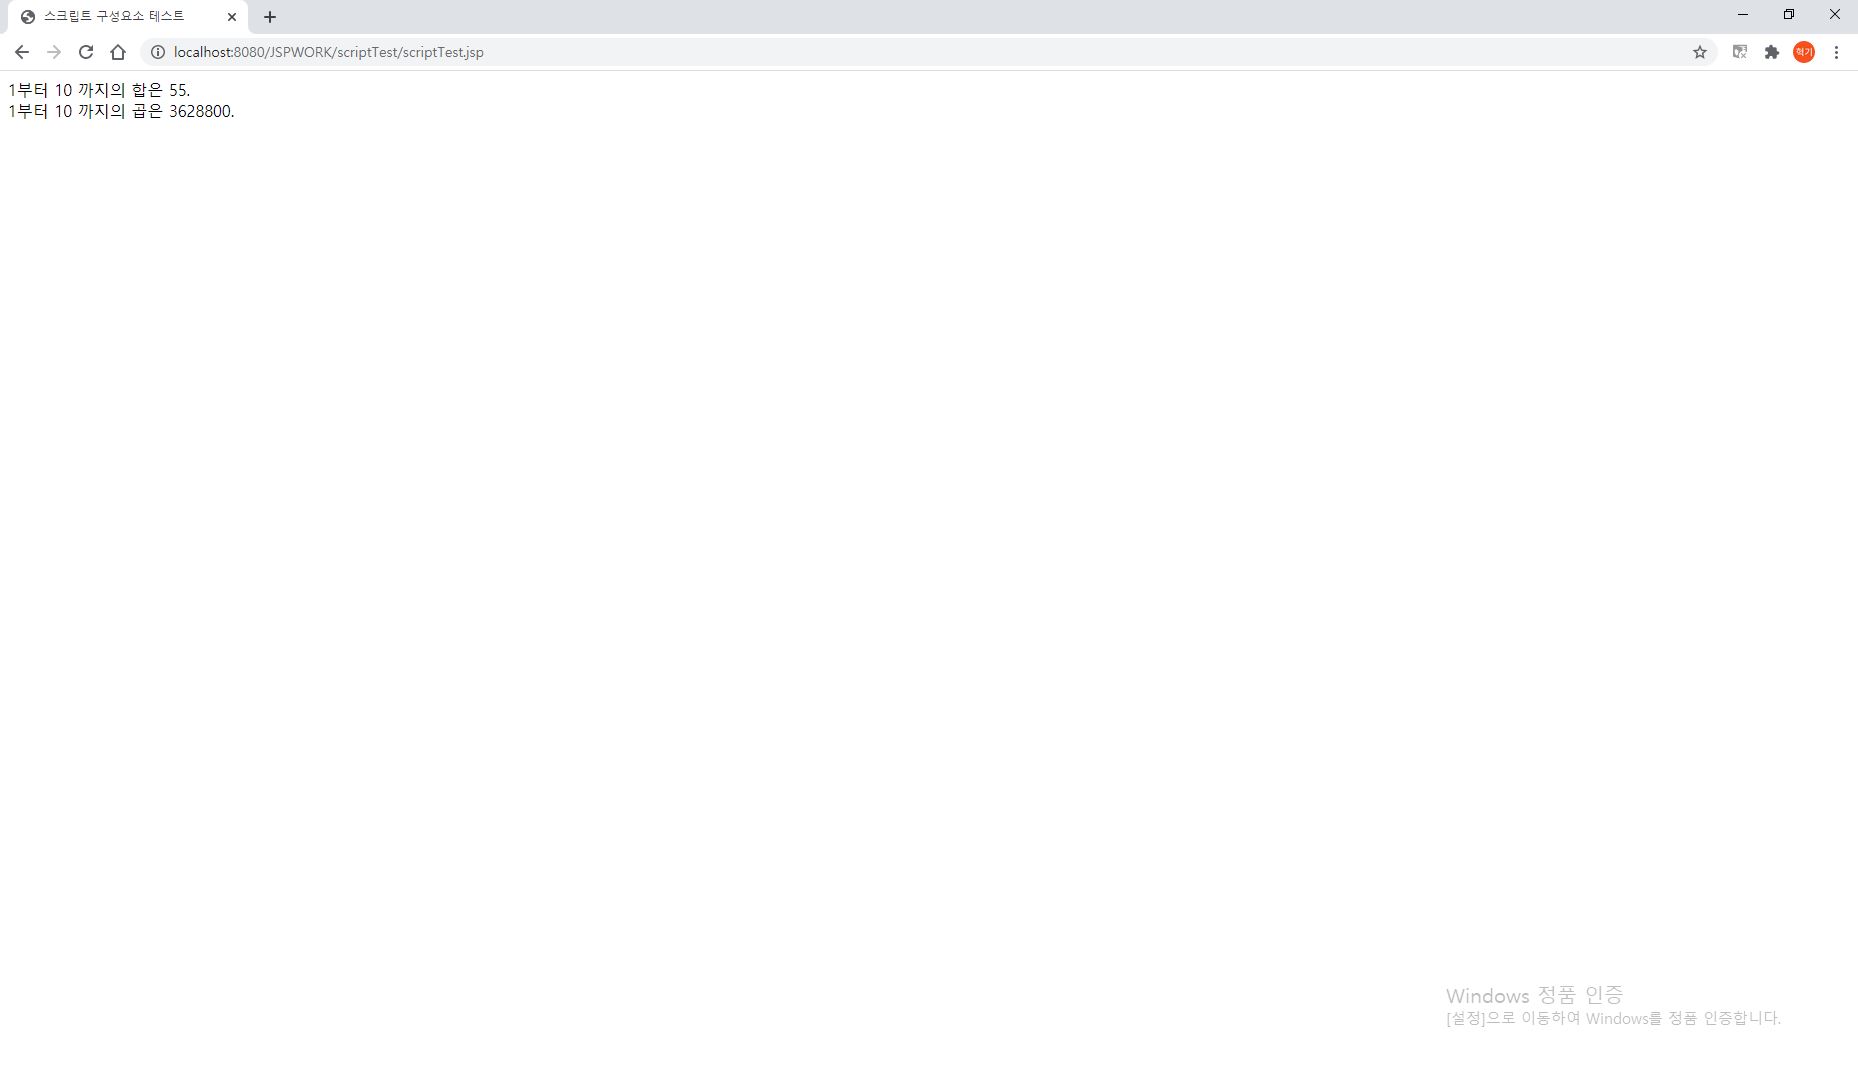 스크립트 구성요소 테스트
localhost:8080/JSPWORK/scriptTest/scriptTest.jsp
혁기
1부터 10 까지의 합은 55.
1부터 10 까지의 곱은 3628800.
Windows 정품 인증
[설정]으로 이동하여 Windows를 정품 인증합니다.